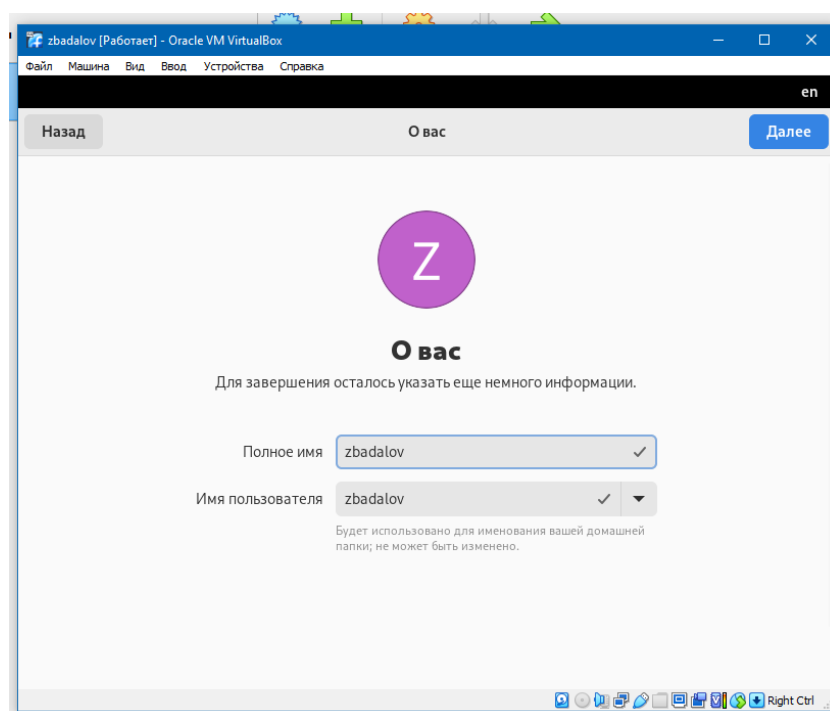 zbadalov [Работает] - Oracle VM VirtualBox
Файл Машина Вид Ввод Устройства Справка
en
Назад
О вас
Далее
Z
О вас
Для завершения осталось указать еще немного информации.
Полное имя
zbadalov
Имя пользователя
zbadalov
Будет использовано для именования вашей домашней
папки; не может быть изменено.
Right Ctrl